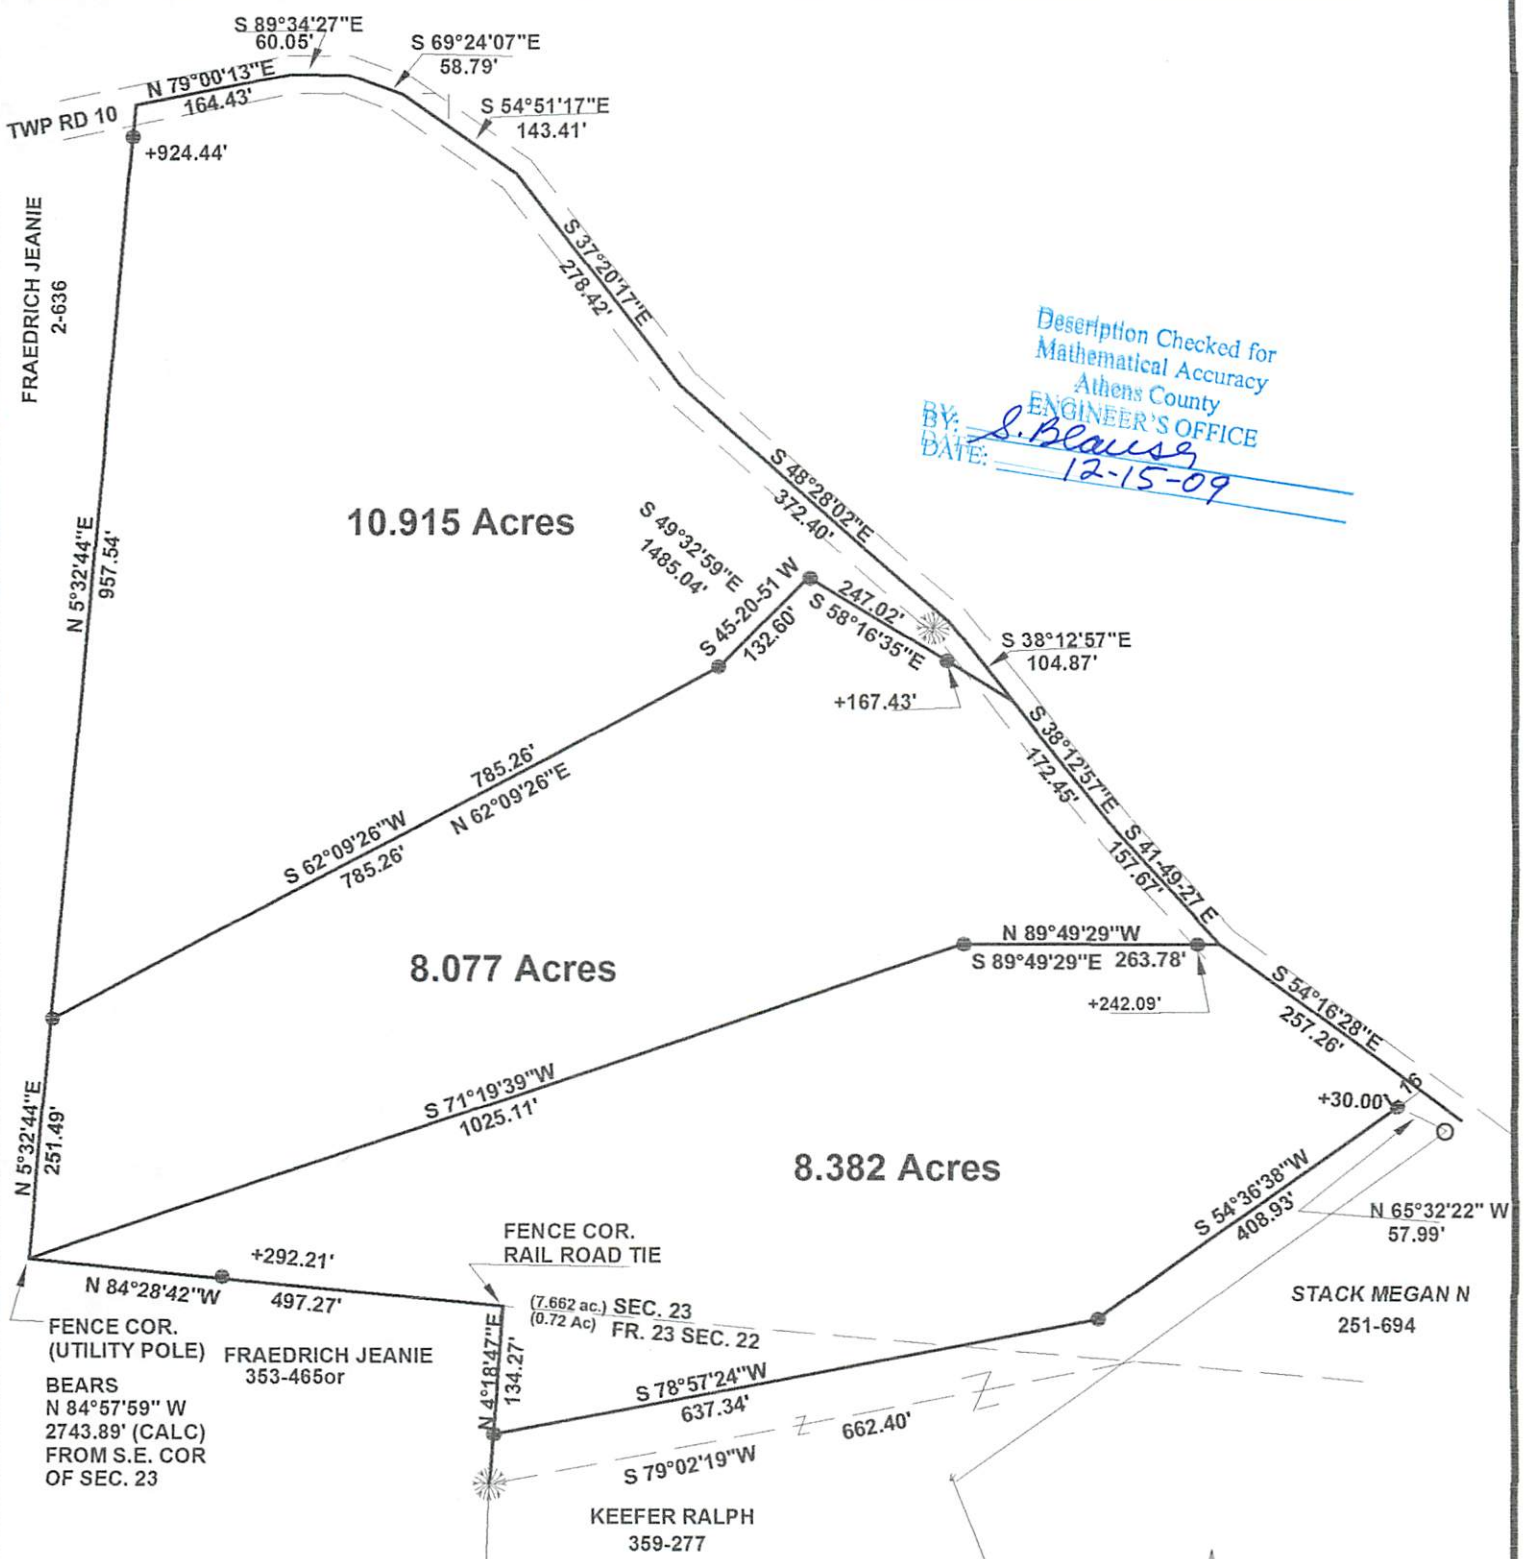 S 89°34'27"E
60.05'
S 69°24'07"E
58.79'
N 79°00'13"E
164.43'
S 54°51'17"E
143.41'
TWP RD 10
+924.44'
FRAEDRICH JEANIE
2-636
S 37°20'17"E
278.42'
Description Checked for
Mathematical Accuracy
Athens County
ENGINEER'S OFFICE
BY:
DATE: 12-15-09
S 48°28'02"E
372.40'
10.915 Acres
S 49°32'59"E
1485.04'
N 5°32'44"E
957.54'
S 45-20-51 W
132.60'
247.02'
S 58°16'35"E
S 38°12'57"E
104.87'
+167.43'
S 38°12'57"E
172.45'
785.26'
N 62°09'26"E
S 62°09'26"W
785.26'
S 41-49-27 E
157.67'
8.077 Acres
N 89°49'29"W
S 89°49'29"E 263.78'
+242.09'
S 54°16'28"E
257.26'
N 5°32'44"E
251.49'
S 71°19'39"W
1025.11'
16
+30.00'
8.382 Acres
S 54°36'38"W
408.93'
N 65°32'22" W
57.99'
FENCE COR.
RAIL ROAD TIE
+292.21'
N 84°28'42"W
497.27'
STACK MEGAN N
251-694
(7.662 ac.) SEC. 23
(0.72 Ac) FR. 23 SEC. 22
FENCE COR.
(UTILITY POLE)
FRAEDRICH JEANIE
353-465or
N 4°18'47"E
134.27'
BEARS
N 84°57'59" W
2743.89' (CALC)
FROM S.E. COR
OF SEC. 23
S 78°57'24"W
637.34'
662.40'
S 79°02'19"W
KEEFER RALPH
359-277